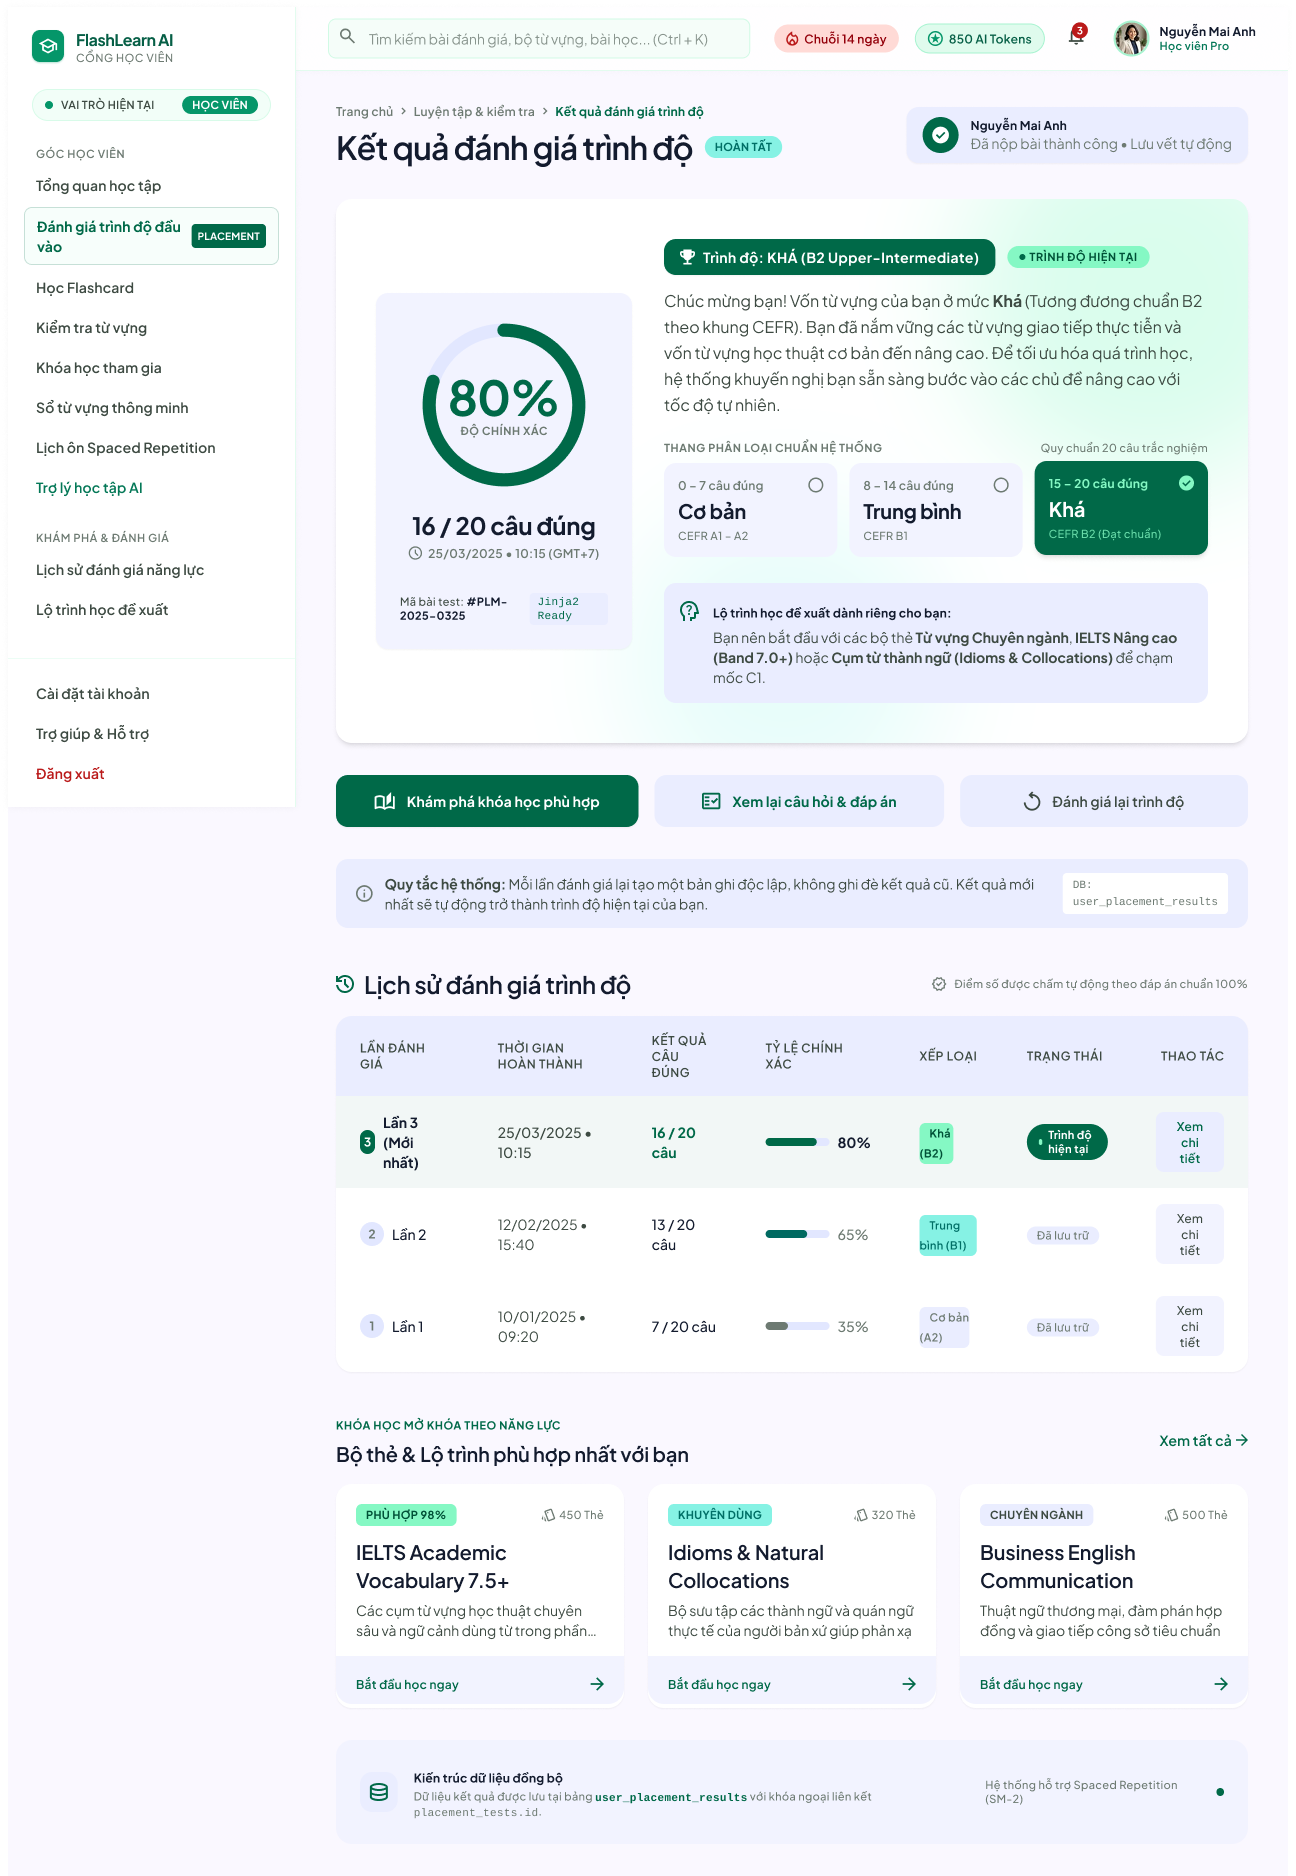 FlashLearn AI
CỔNG HỌC VIÊN
VAI TRÒ HIỆN TẠI
HỌC VIÊN
GÓC HỌC VIÊN
Tổng quan học tập
Đánh giá trình độ đầu
vào
PLACEMENT
Học Flashcard
Kiểm tra từ vựng
Khóa học tham gia
Sổ từ vựng thông minh
Lịch ôn Spaced Repetition
Trợ lý học tập AI
KHÁM PHÁ & ĐÁNH GIÁ
Lịch sử đánh giá năng lực
Lộ trình học đề xuất
Cài đặt tài khoản
Trợ giúp & Hỗ trợ
Đăng xuất
Tìm kiếm bài đánh giá, bộ từ vựng, bài học... (Ctrl + K)
Chuỗi 14 ngày
850 AI Tokens
3
Nguyễn Mai Anh
Học viên Pro
Trang chủ > Luyện tập & kiểm tra > Kết quả đánh giá trình độ
Kết quả đánh giá trình độ
HOÀN TẤT
Nguyễn Mai Anh
Đã nộp bài thành công • Lưu vết tự động
80%
ĐỘ CHÍNH XÁC
16 / 20 câu đúng
25/03/2025 • 10:15 (GMT+7)
Mã bài test: #PLM-
2025-0325
Jinja2
Ready
Trình độ: KHÁ (B2 Upper-Intermediate)
• TRÌNH ĐỘ HIỆN TẠI
Chúc mừng bạn! Vốn từ vựng của bạn ở mức Khá (Tương đương chuẩn B2
theo khung CEFR). Bạn đã nắm vững các từ vựng giao tiếp thực tiễn và
vốn từ vựng học thuật cơ bản đến nâng cao. Để tối ưu hóa quá trình học,
hệ thống khuyến nghị bạn sẵn sàng bước vào các chủ đề nâng cao với
tốc độ tự nhiên.
THANG PHÂN LOẠI CHUẨN HỆ THỐNG
Quy chuẩn 20 câu trắc nghiệm
0 – 7 câu đúng
Cơ bản
CEFR A1 – A2
8 – 14 câu đúng
Trung bình
CEFR B1
15 – 20 câu đúng
Khá
CEFR B2 (Đạt chuẩn)
Lộ trình học đề xuất dành riêng cho bạn:
Bạn nên bắt đầu với các bộ thẻ Từ vựng Chuyên ngành, IELTS Nâng cao
(Band 7.0+) hoặc Cụm từ thành ngữ (Idioms & Collocations) để chạm
mốc C1.
Khám phá khóa học phù hợp
Xem lại câu hỏi & đáp án
Đánh giá lại trình độ
Quy tắc hệ thống: Mỗi lần đánh giá lại tạo một bản ghi độc lập, không ghi đè kết quả cũ. Kết quả mới
nhất sẽ tự động trở thành trình độ hiện tại của bạn.
DB:
user_placement_results
Lịch sử đánh giá trình độ
Điểm số được chấm tự động theo đáp án chuẩn 100%
LẦN ĐÁNH
GIÁ
THỜI GIAN
HOÀN THÀNH
KẾT QUẢ
CÂU
ĐÚNG
TỶ LỆ CHÍNH
XÁC
XẾP LOẠI
TRẠNG THÁI
THAO TÁC
3
Lần 3
(Mới
nhất)
25/03/2025 •
10:15
16 / 20
câu
80%
Khá
(B2)
Trình độ
hiện tại
Xem
chi
tiết
2
Lần 2
12/02/2025 •
15:40
13 / 20
câu
65%
Trung
bình (B1)
Đã lưu trữ
Xem
chi
tiết
1
Lần 1
10/01/2025 •
09:20
7 / 20 câu
35%
Cơ bản
(A2)
Đã lưu trữ
Xem
chi
tiết
KHÓA HỌC MỞ KHÓA THEO NĂNG LỰC
Bộ thẻ & Lộ trình phù hợp nhất với bạn
Xem tất cả →
PHÙ HỢP 98%
450 Thẻ
IELTS Academic
Vocabulary 7.5+
Các cụm từ vựng học thuật chuyên
sâu và ngữ cảnh dùng từ trong phần...
Bắt đầu học ngay
KHUYÊN DÙNG
320 Thẻ
Idioms & Natural
Collocations
Bộ sưu tập các thành ngữ và quán ngữ
thực tế của người bản xứ giúp phản xạ
Bắt đầu học ngay
CHUYÊN NGÀNH
500 Thẻ
Business English
Communication
Thuật ngữ thương mại, đàm phán hợp
đồng và giao tiếp công sở tiêu chuẩn
Bắt đầu học ngay
Kiến trúc dữ liệu đồng bộ
Dữ liệu kết quả được lưu tại bảng user_placement_results với khóa ngoại liên kết
placement_tests.id.
Hệ thống hỗ trợ Spaced Repetition
(SM-2)